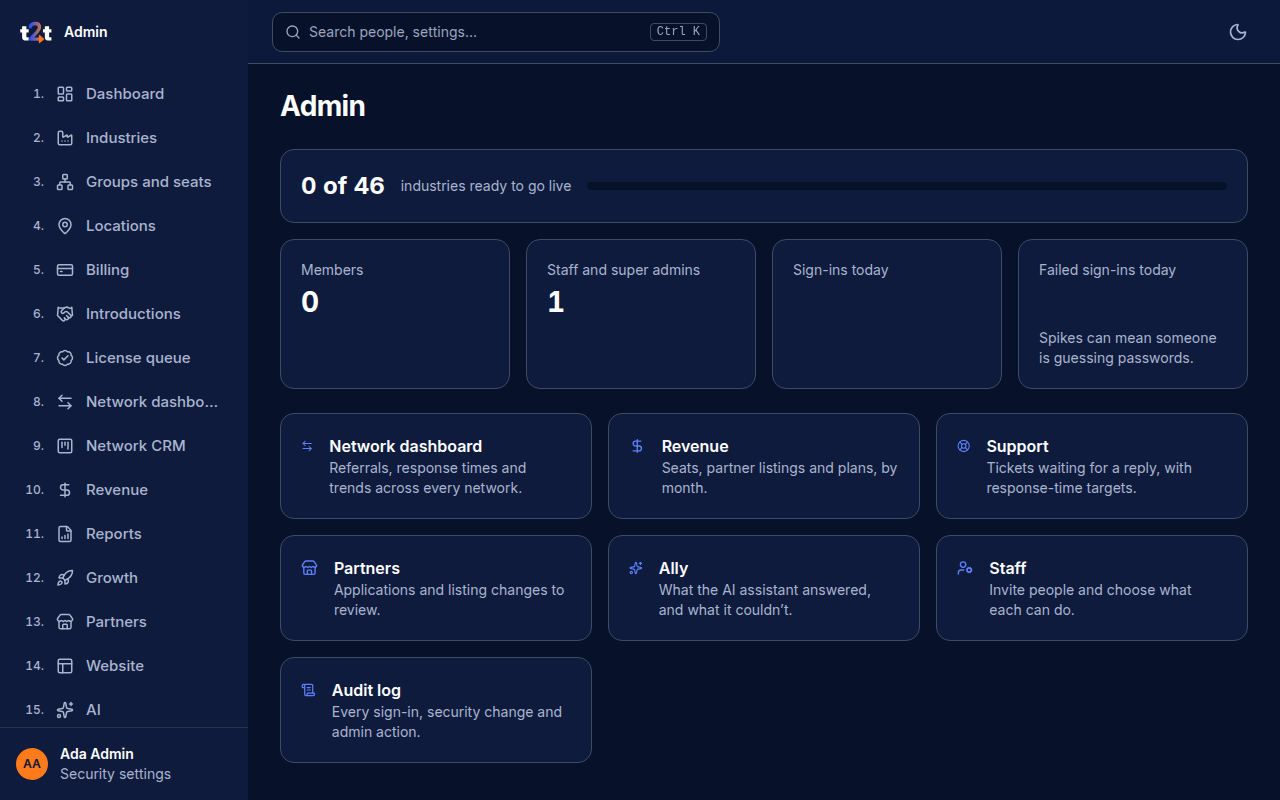 t2t Admin
Search people, settings... Ctrl K
1. Dashboard
2. Industries
3. Groups and seats
4. Locations
5. Billing
6. Introductions
7. License queue
8. Network dashbo...
9. Network CRM
10. Revenue
11. Reports
12. Growth
13. Partners
14. Website
15. AI
AA Ada Admin
Security settings
Admin
0 of 46 industries ready to go live
Members
0
Staff and super admins
1
Sign-ins today
Failed sign-ins today
Spikes can mean someone
is guessing passwords.
Network dashboard
Referrals, response times and
trends across every network.
Revenue
Seats, partner listings and plans, by
month.
Support
Tickets waiting for a reply, with
response-time targets.
Partners
Applications and listing changes to
review.
Ally
What the AI assistant answered,
and what it couldn’t.
Staff
Invite people and choose what
each can do.
Audit log
Every sign-in, security change and
admin action.